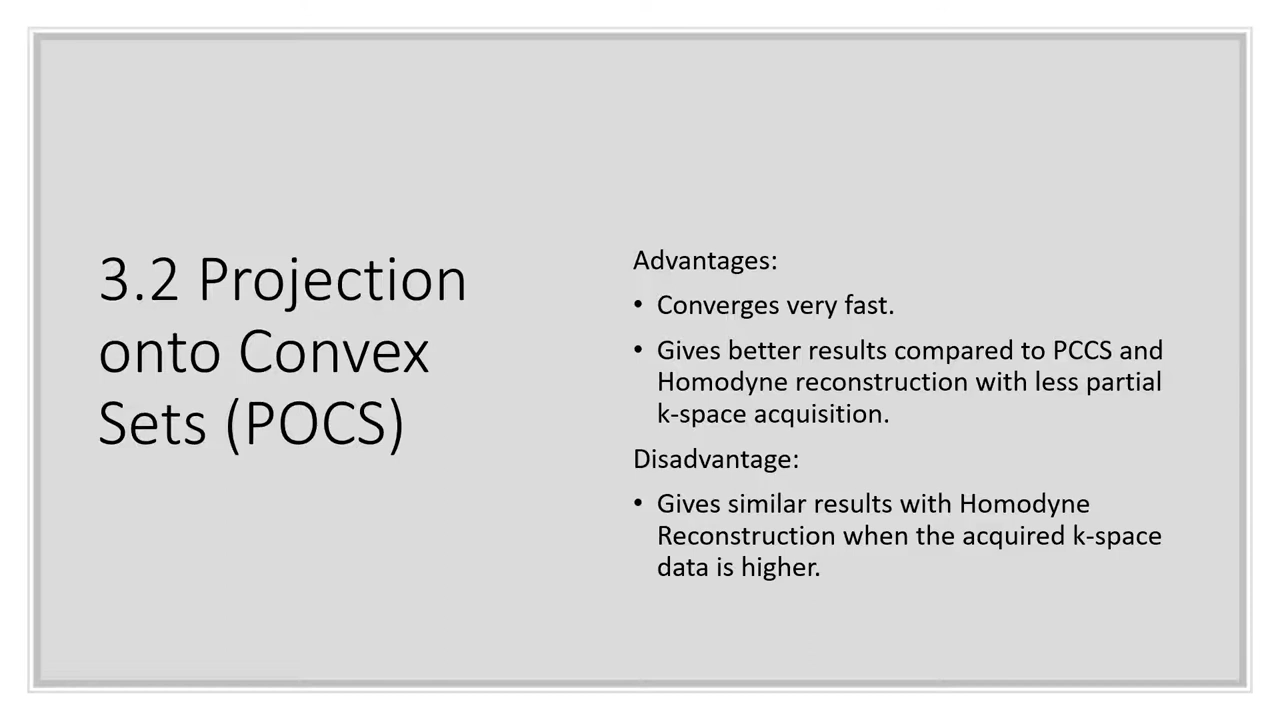 3.2 Projection
onto Convex
Sets (POCS)
Advantages:
• Converges very fast.
• Gives better results compared to PCCS and
Homodyne reconstruction with less partial
k-space acquisition.
Disadvantage:
• Gives similar results with Homodyne
Reconstruction when the acquired k-space
data is higher.